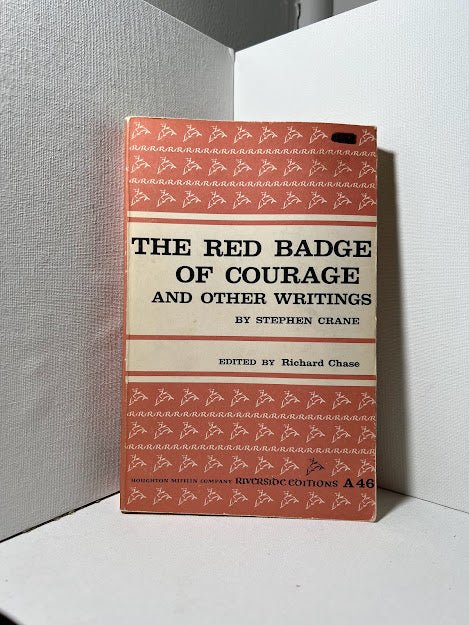 THE RED BADGE
OF COURAGE
AND OTHER WRITINGS
BY STEPHEN CRANE
EDITED BY Richard Chase
HOUGHTON MIFFLIN COMPANY RIVERSIDE EDITIONS A 46